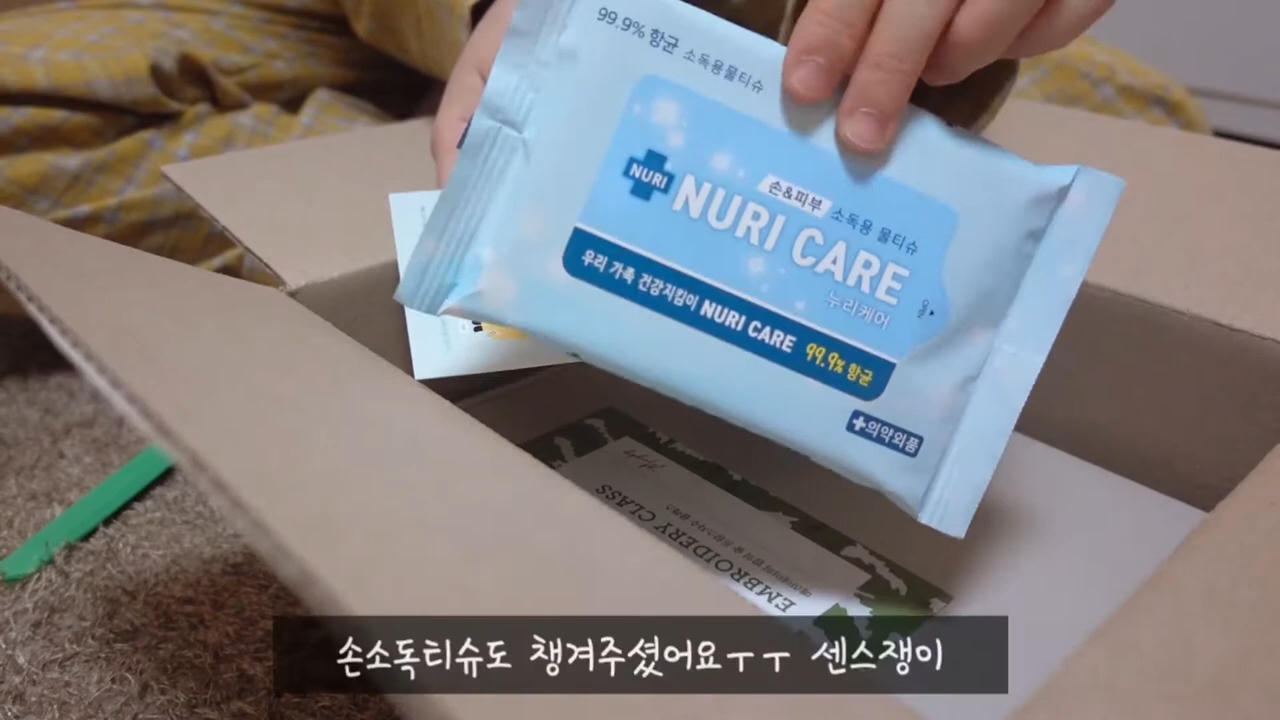 99.9% 항균 소독용물티슈
손&피부 소독용 물티슈
NURI
NURI CARE
누리케어
우리 가족 건강지킴이 NURI CARE 99.9% 항균
의약외품
EMBROIDERY CLASS
손소독티슈도 챙겨주셨어요ㅜㅜ 센스쟁이